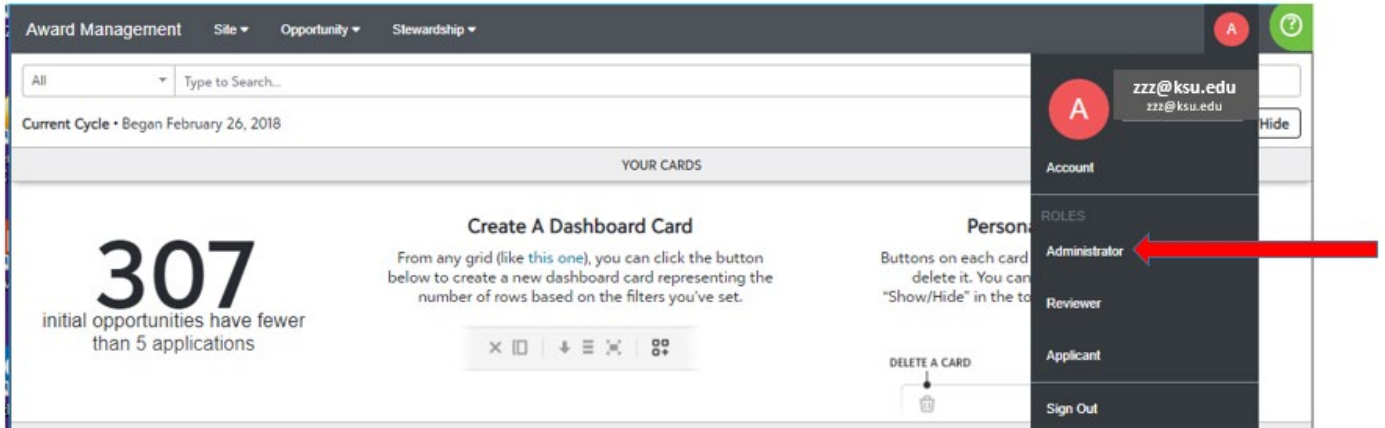 Award Management Site Opportunity Stewardship A ?
All Type to Search...
Current Cycle • Began February 26, 2018 Hide
YOUR CARDS
307
initial opportunities have fewer
than 5 applications
Create A Dashboard Card
From any grid (like this one), you can click the button
below to create a new dashboard card representing the
number of rows based on the filters you've set.
Persona
Buttons on each card
delete it. You can
"Show/Hide" in the to
DELETE A CARD
A
zzz@ksu.edu
zzz@ksu.edu
Account
ROLES
Administrator
Reviewer
Applicant
Sign Out